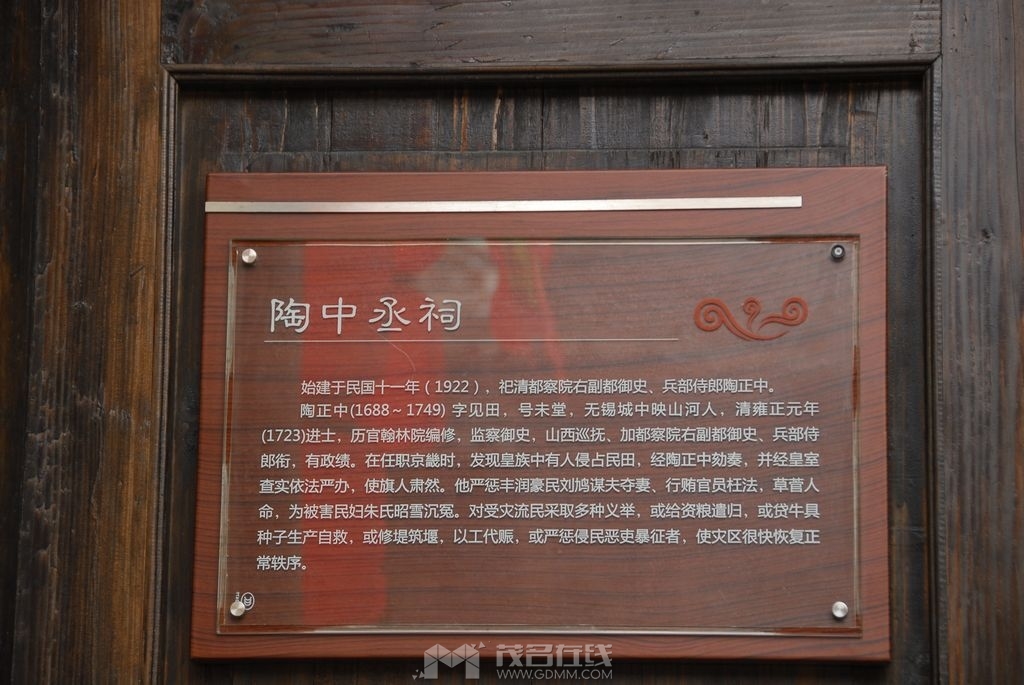 陶中丞祠
始建于民国十一年（1922），祀清都察院右副都御史、兵部侍郎陶正中。
陶正中(1688～1749) 字见田，号未堂，无锡城中映山河人，清雍正元年
(1723)进士，历官翰林院编修，监察御史，山西巡抚、加都察院右副都御史、兵部侍
郎衔，有政绩。在任职京畿时，发现皇族中有人侵占民田，经陶正中劾奏，并经皇室
查实依法严办，使旗人肃然。他严惩丰润豪民刘鸠谋夫夺妻、行贿官员枉法，草菅人
命，为被害民妇朱氏昭雪沉冤。对受灾流民采取多种义举，或给资粮遣归，或贷牛具
种子生产自救，或修堤筑堰，以工代赈，或严惩侵民恶吏暴征者，使灾区很快恢复正
常轶序。
茂名在线
WWW.GDMM.COM